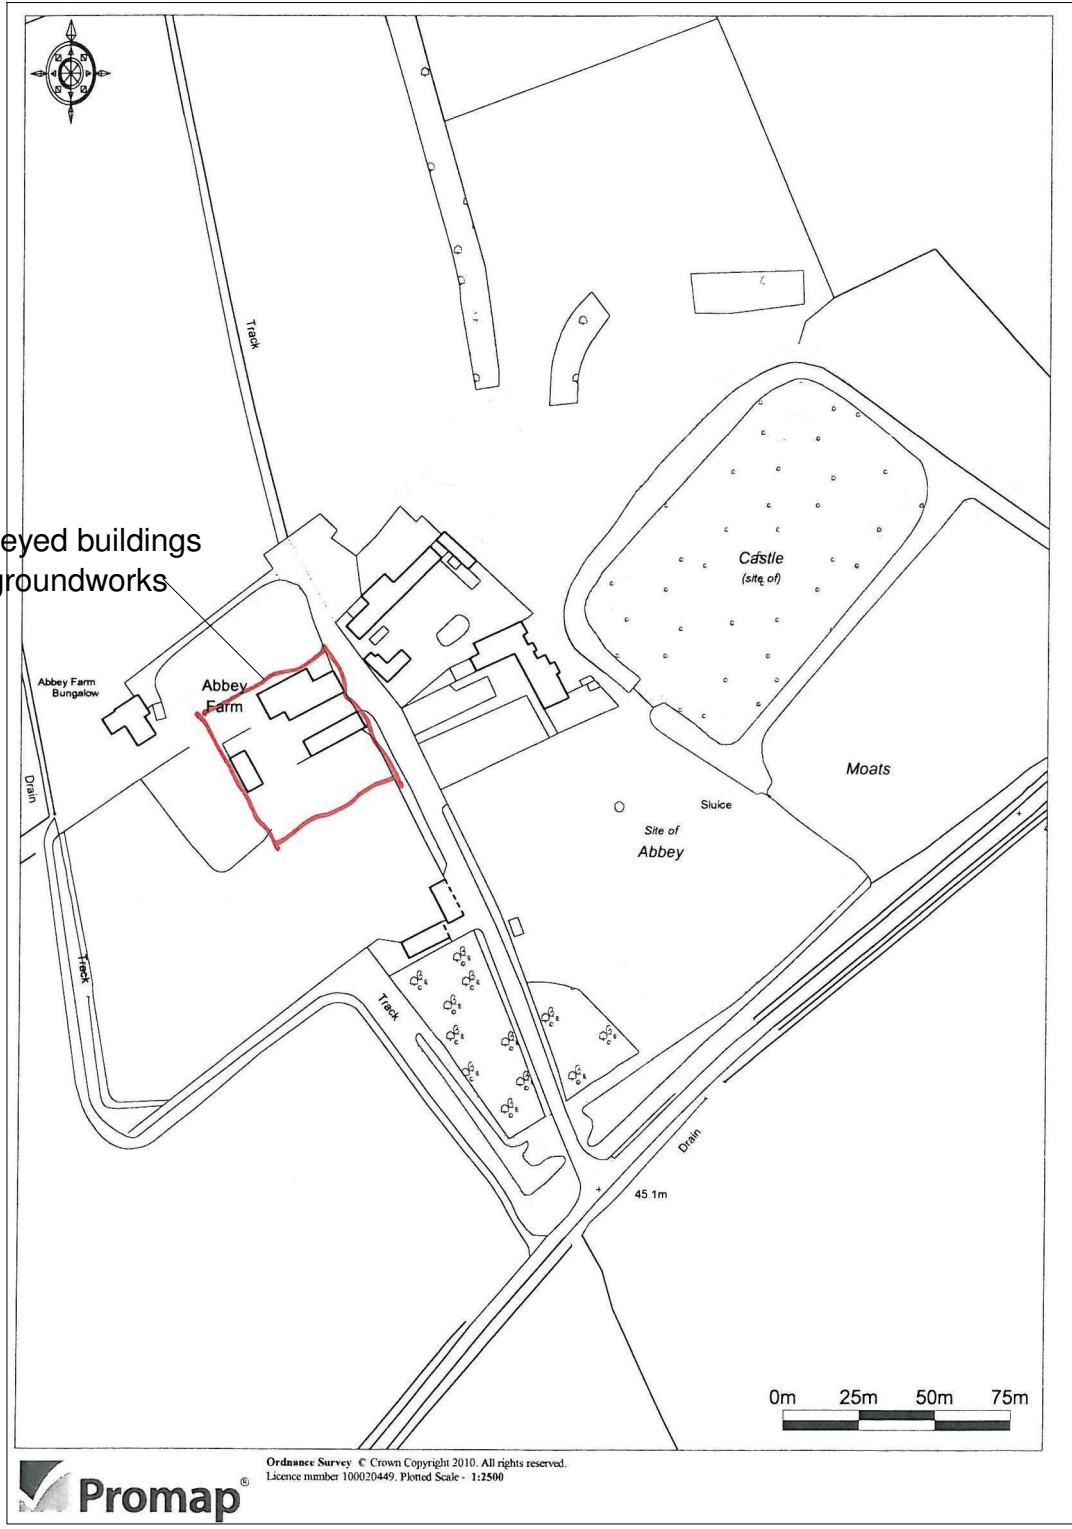 Track
eyed buildings
groundworks
Castle
(site of)
Abbey Farm
Bungalow
Abbey
Farm
Drain
Moats
Sluice
Site of
Abbey
Track
Track
Drain
45.1m
0m 25m 50m 75m
Ordnance Survey © Crown Copyright 2010. All rights reserved.
Licence number 100020449. Plotted Scale - 1:2500
Promap®